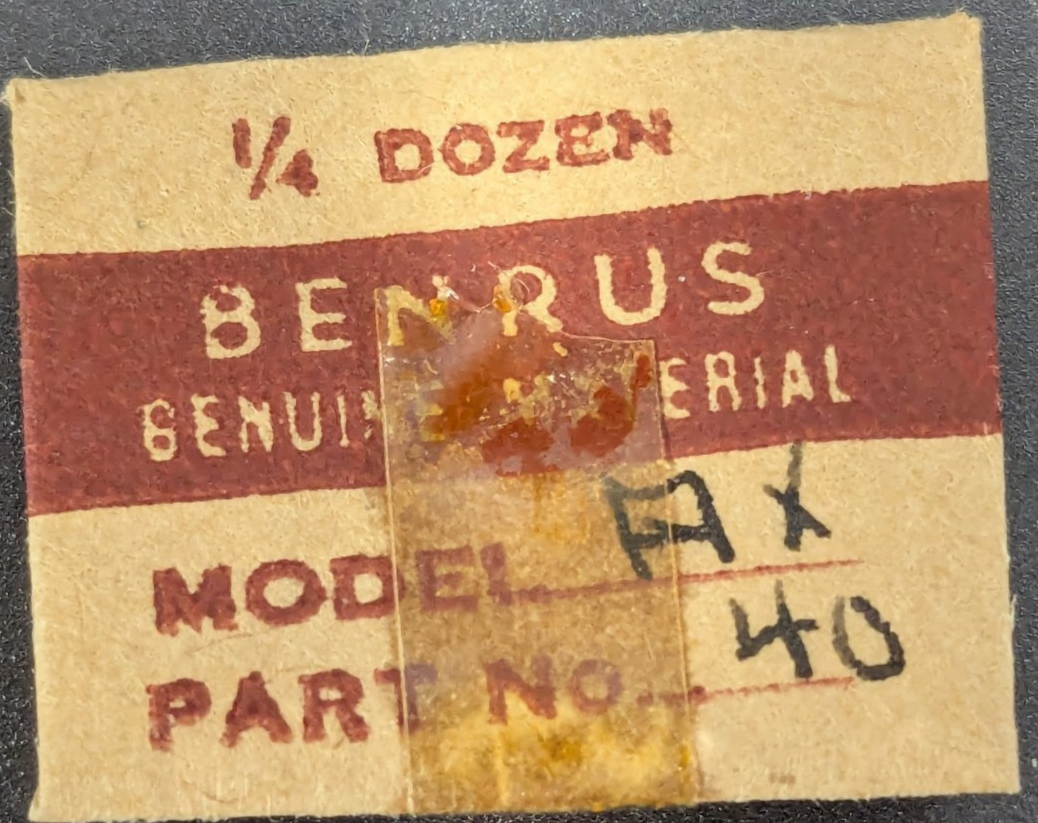 1/4 DOZEN
BENRUS
GENUINE MATERIAL
MODEL AX
PART NO. 40